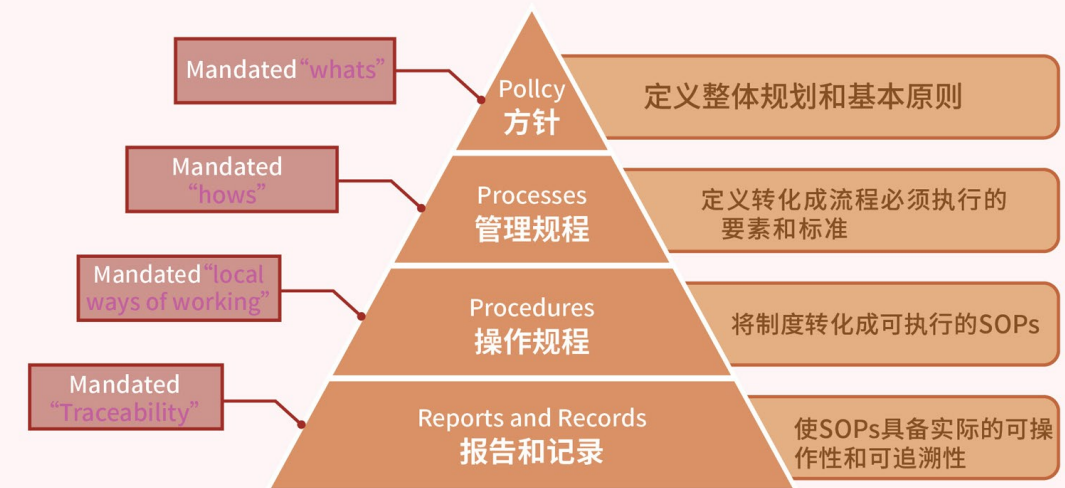 Mandated“whats”
Pollcy
方针
定义整体规划和基本原则
Mandated
“hows”
Processes
管理规程
定义转化成流程必须执行的
要素和标准
Mandated“local
ways of working”
Procedures
操作规程
将制度转化成可执行的SOPs
Mandated
“Traceability”
Reports and Records
报告和记录
使SOPs具备实际的可操
作性和可追溯性